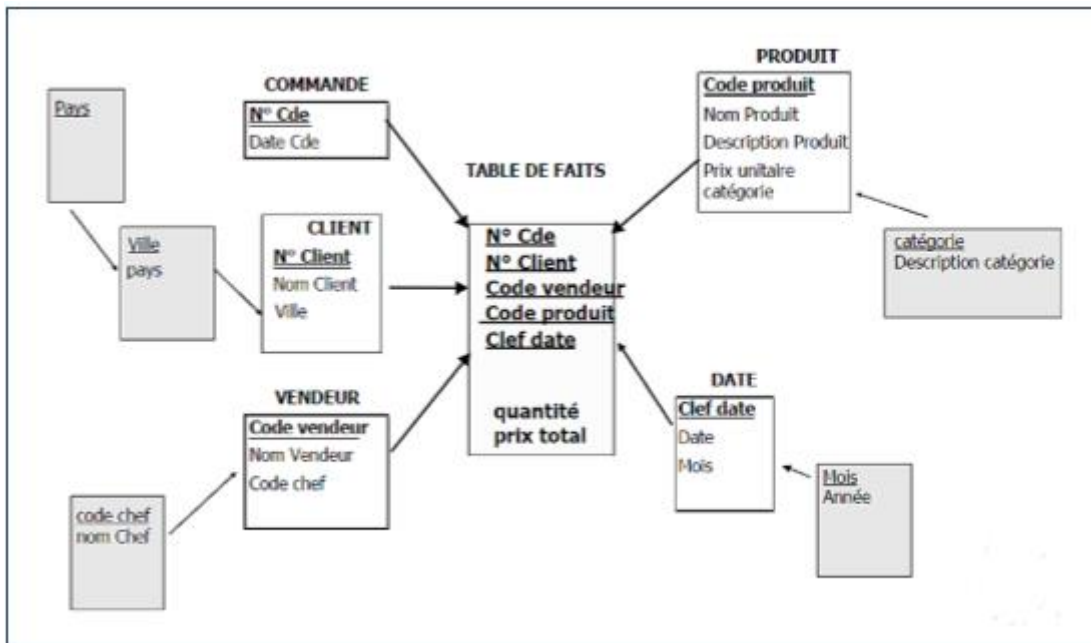 PRODUIT
Code produit
Nom Produit
Description Produit
Prix unitaire
catégorie
COMMANDE
N° Cde
Date Cde
Pays
TABLE DE FAITS
N° Cde
N° Client
Code vendeur
Code produit
Clef date
quantité
prix total
CLIENT
N° Client
Nom Client
Ville
Ville
pays
catégorie
Description catégorie
VENDEUR
Code vendeur
Nom Vendeur
Code chef
DATE
Clef date
Date
Mois
Mois
Année
code chef
nom Chef